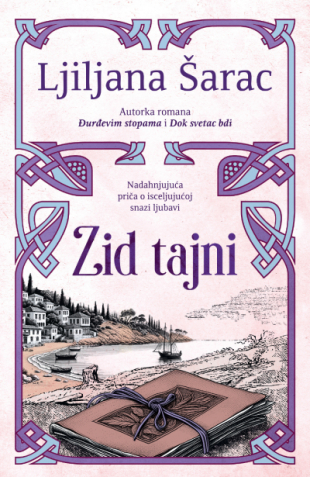 Ljiljana Šarac
Autorka romana
Đurđevim stopama i Dok svetac bdi
Nadahnjujuća
priča o isceljujućoj
snazi ljubavi
Zid tajni